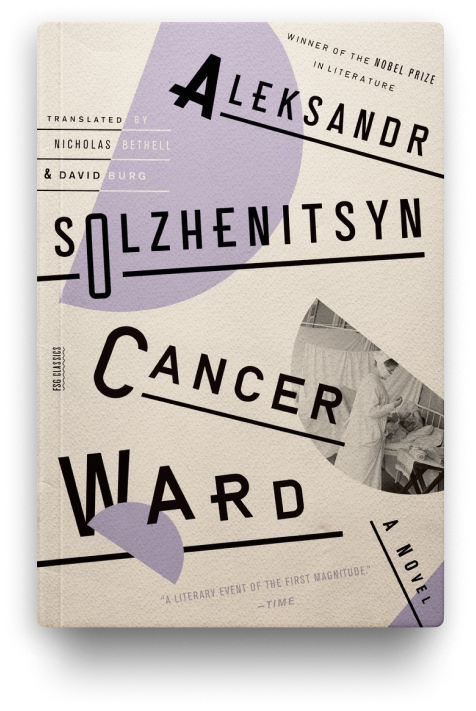 WINNER OF THE NOBEL PRIZE
IN LITERATURE
ALEKSANDR
TRANSLATED BY
NICHOLAS BETHELL
& DAVID BURG
SOLZHENITSYN
FSG CLASSICS
CANCER
WARD
A NOVEL
"A LITERARY EVENT OF THE FIRST MAGNITUDE."
—TIME